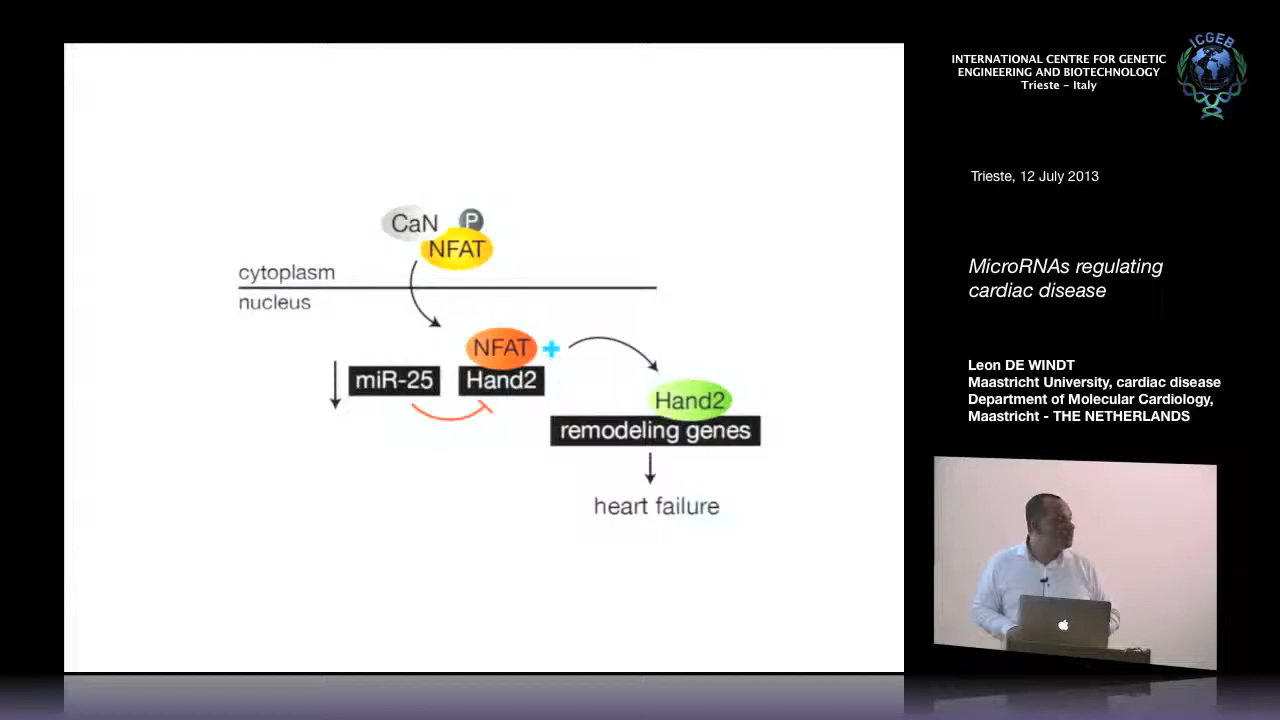 CaN
P
NFAT
cytoplasm
nucleus
NFAT
miR-25
Hand2
Hand2
remodeling genes
heart failure
ICGEB
INTERNATIONAL CENTRE FOR GENETIC
ENGINEERING AND BIOTECHNOLOGY
Trieste - Italy
Trieste, 12 July 2013
MicroRNAs regulating
cardiac disease
Leon DE WINDT
Maastricht University, cardiac disease
Department of Molecular Cardiology,
Maastricht - THE NETHERLANDS